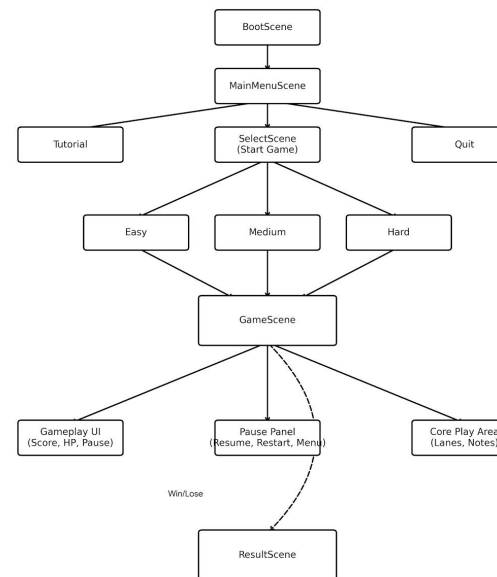 BootScene
MainMenuScene
Tutorial
SelectScene
(Start Game)
Quit
Easy
Medium
Hard
GameScene
Gameplay UI
(Score, HP, Pause)
Pause Panel
(Resume, Restart, Menu)
Core Play Area
(Lanes, Notes)
Win/Lose
ResultScene